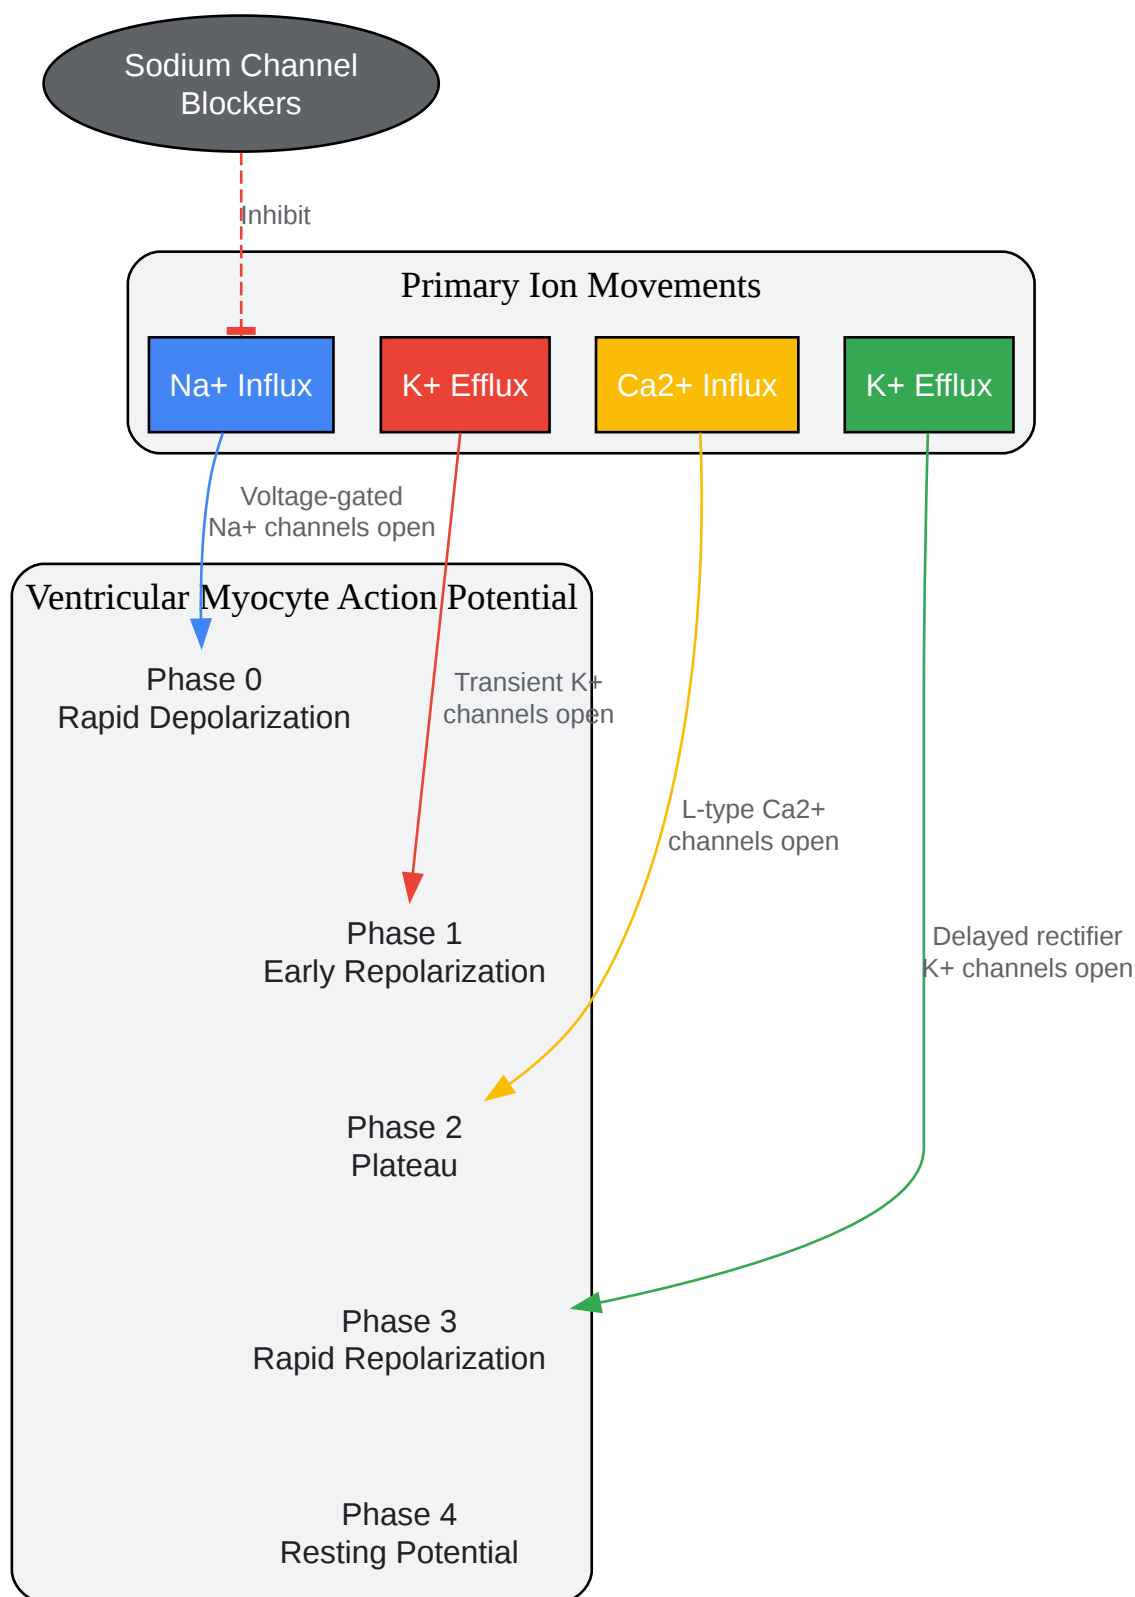 Sodium Channel
Blockers
Inhibit
Primary Ion Movements
Na+ Influx
K+ Efflux
Ca2+ Influx
K+ Efflux
Voltage-gated
Na+ channels open
Ventricular Myocyte Action Potential
Phase 0
Rapid Depolarization
Transient K+
channels open
L-type Ca2+
channels open
Phase 1
Early Repolarization
Delayed rectifier
K+ channels open
Phase 2
Plateau
Phase 3
Rapid Repolarization
Phase 4
Resting Potential